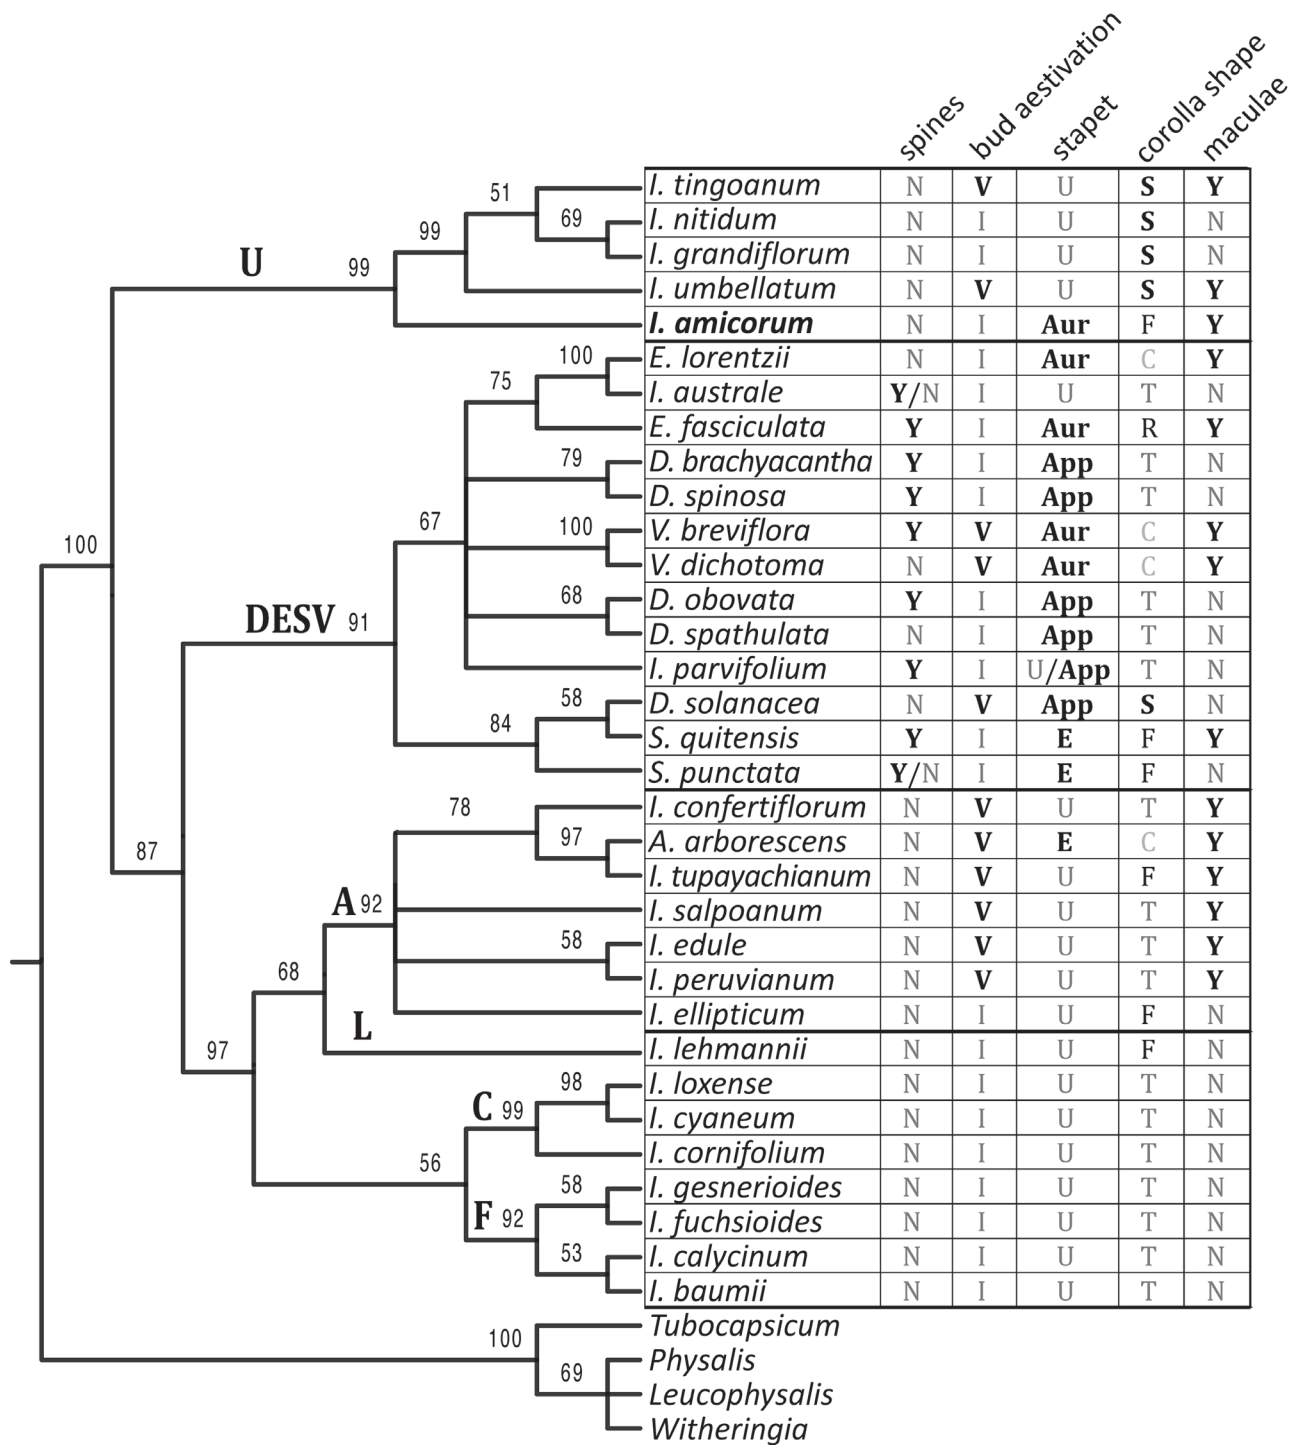 spines bud aestivation stapet corolla shape maculae
I. tingoanum N V U S Y
I. nitidum N I U S N
I. grandiflorum N I U S N
I. umbellatum N V U S Y
I. amicorum N I Aur F Y
E. lorentzii N I Aur C Y
I. australe Y/N I U T N
E. fasciculata Y I Aur R Y
D. brachyacantha Y I App T N
D. spinosa Y I App T N
V. breviflora Y V Aur C Y
V. dichotoma N V Aur C Y
D. obovata Y I App T N
D. spathulata N I App T N
I. parvifolium Y I U/App T N
D. solanacea N V App S N
S. quitensis Y I E F Y
S. punctata Y/N I E F N
I. confertiflorum N V U T Y
A. arborescens N V E C Y
I. tupayachianum N V U F Y
I. salpoanum N V U T Y
I. edule N V U T Y
I. peruvianum N V U T Y
I. ellipticum N I U F N
I. lehmannii N I U F N
I. loxense N I U T N
I. cyaneum N I U T N
I. cornifolium N I U T N
I. gesnerioides N I U T N
I. fuchsioides N I U T N
I. calycinum N I U T N
I. baumii N I U T N
Tubocapsicum
Physalis
Leucophysalis
Witheringia
51
69
99
U 99
100
75
79
67
100
100
DESV 91
68
58
84
78
97
87
A 92
58
68
L
97
98
C 99
56
58
F 92
53
100
69